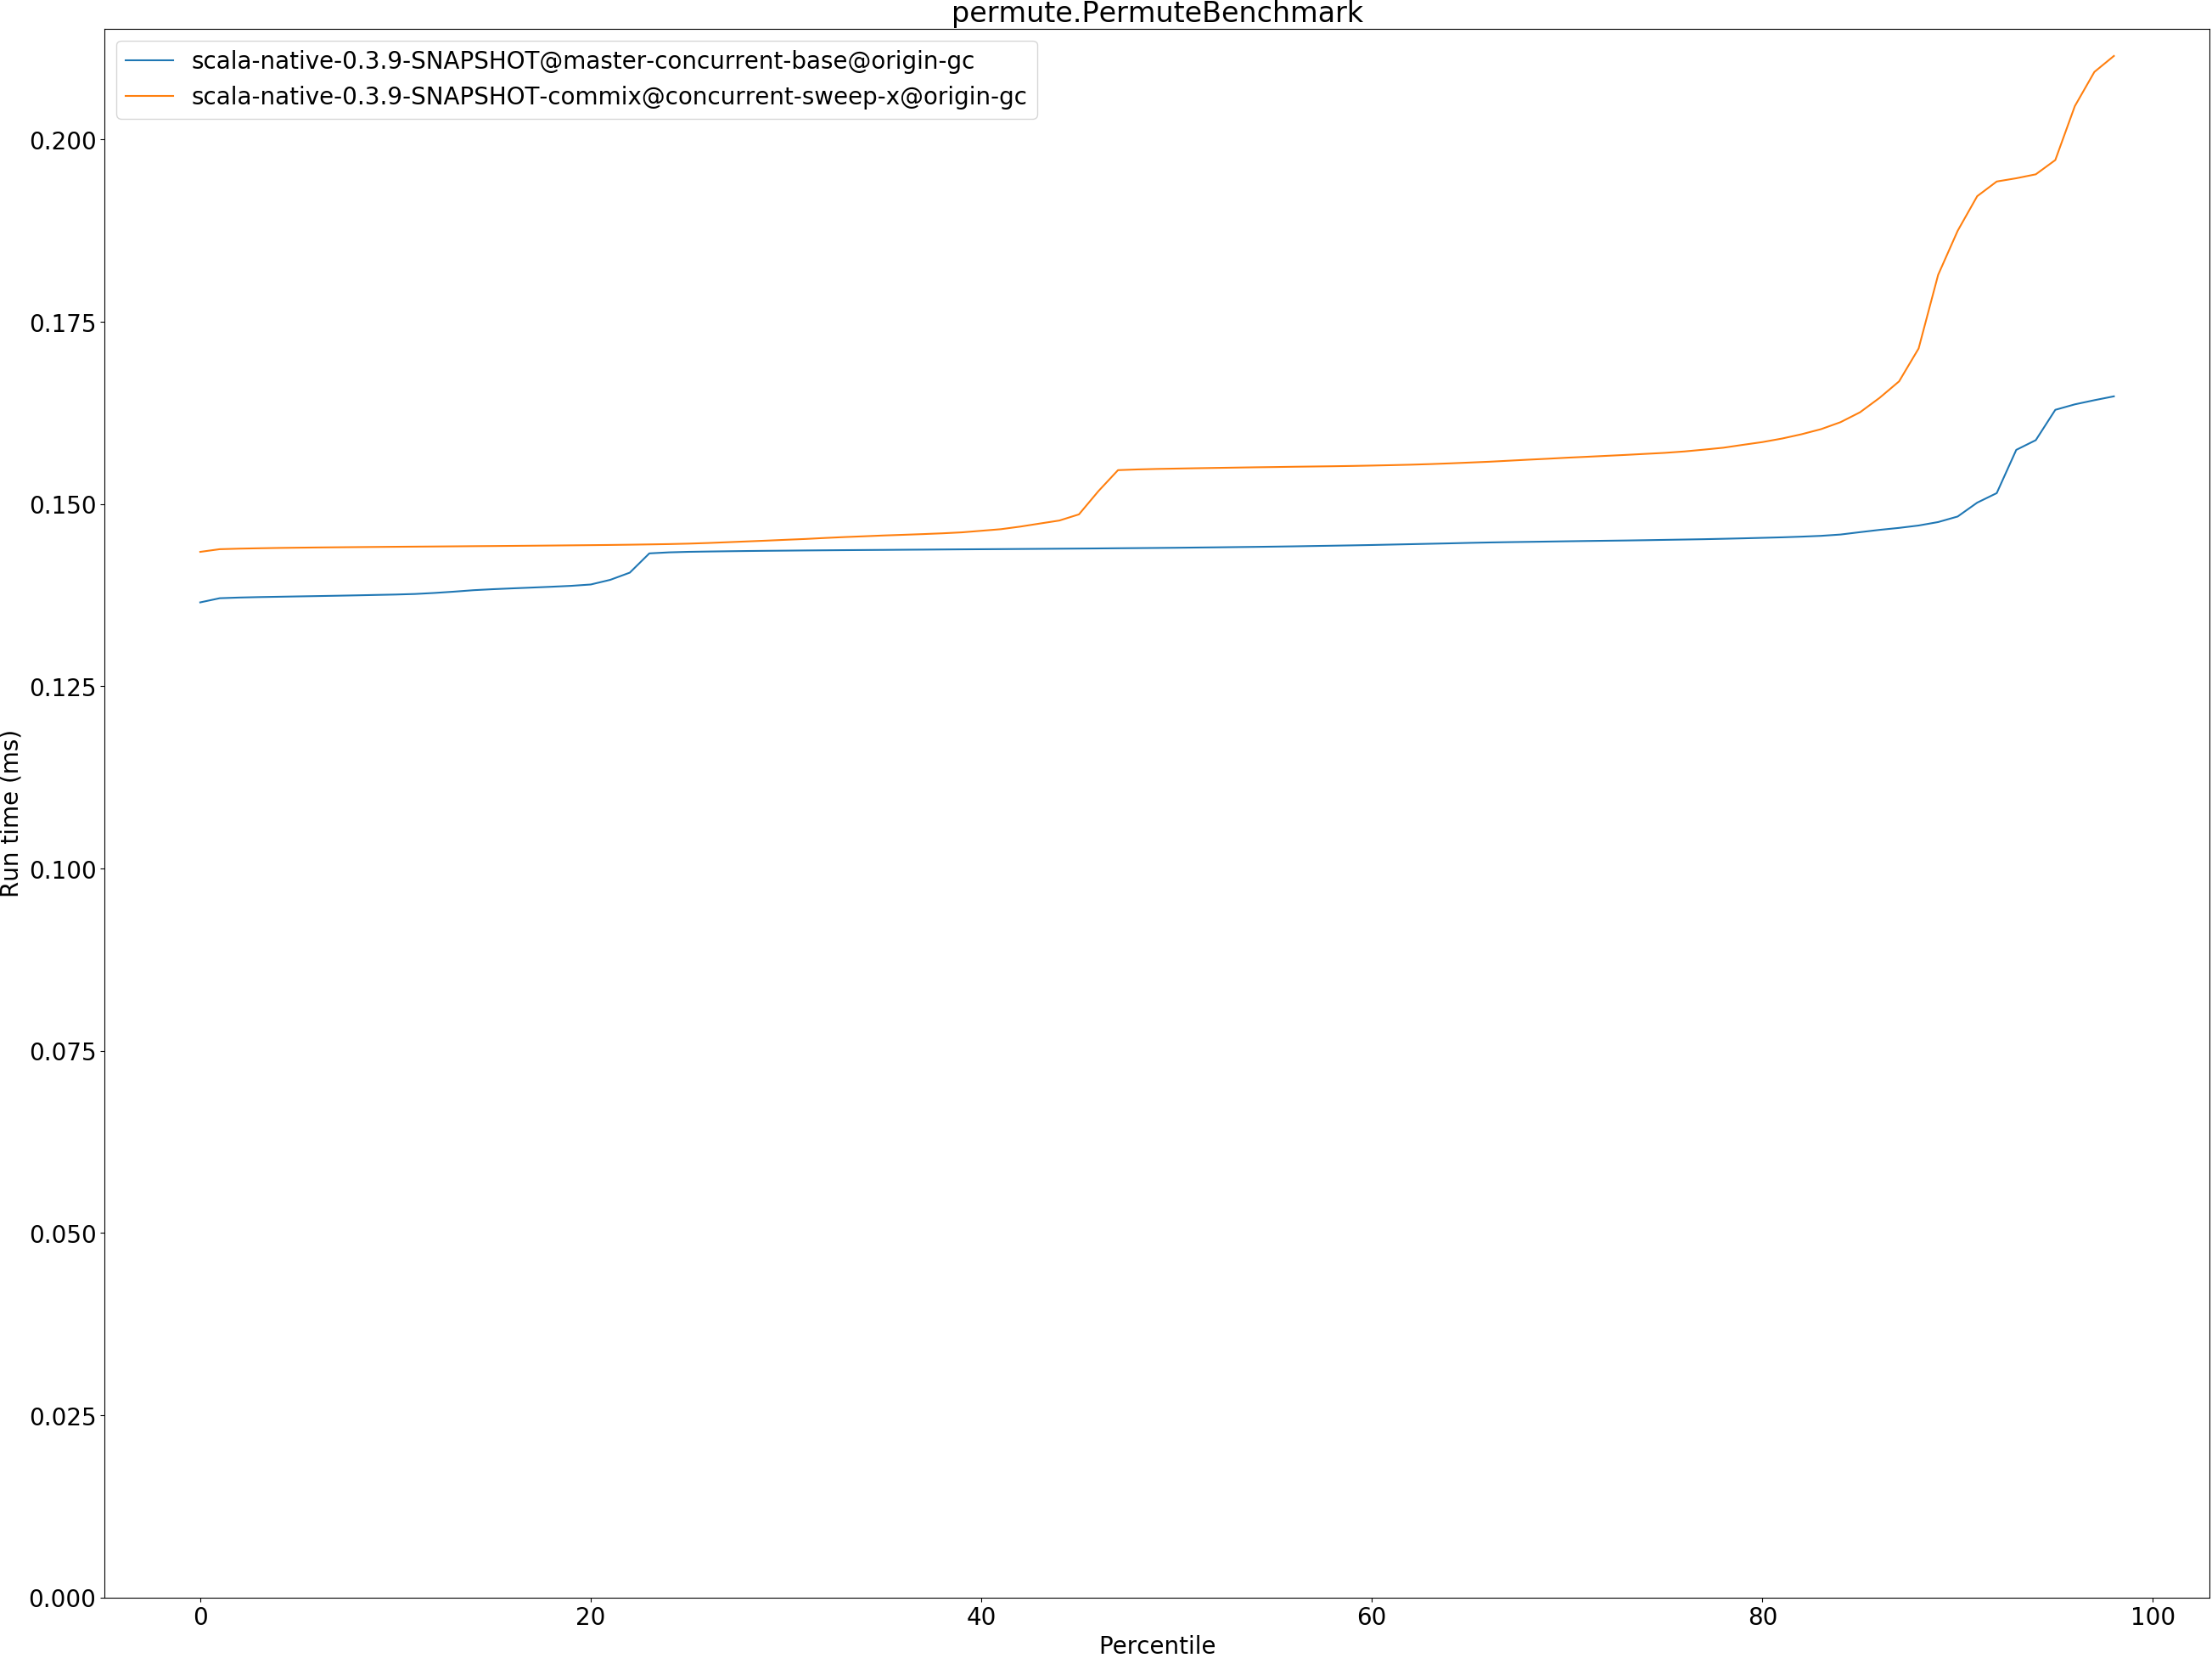 permute.PermuteBenchmark
scala-native-0.3.9-SNAPSHOT@master-concurrent-base@origin-gc
scala-native-0.3.9-SNAPSHOT-commix@concurrent-sweep-x@origin-gc
0.200
0.175
0.150
0.125
0.100
0.075
0.050
0.025
0.000
Run time (ms)
0 20 40 60 80 100
Percentile